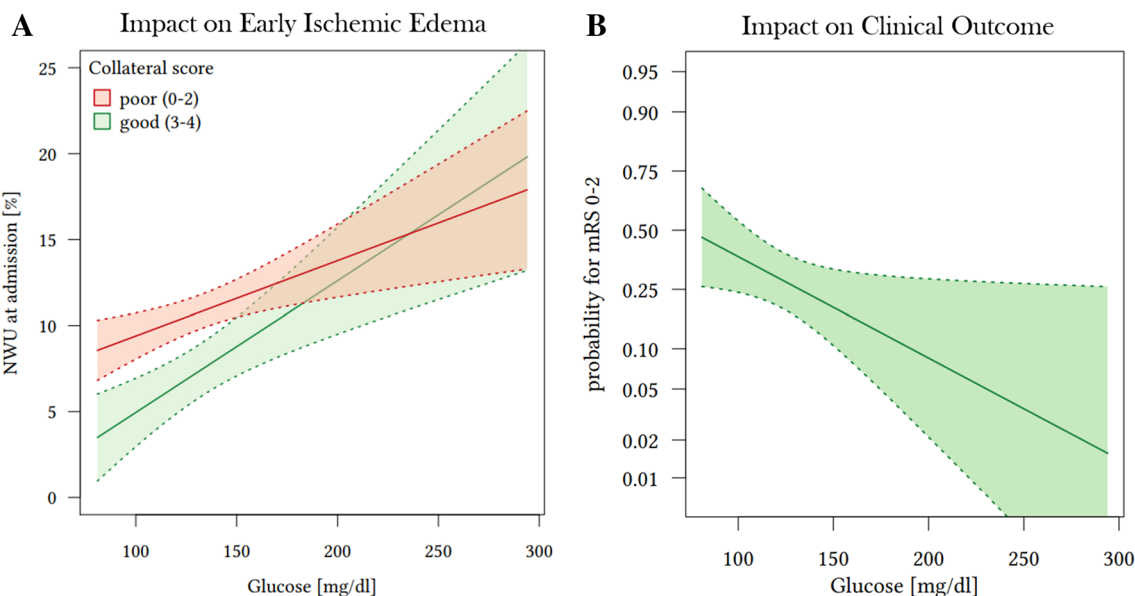 A
Impact on Early Ischemic Edema
Collateral score
poor (0-2)
good (3-4)
25
20
15
10
5
0
NWU at admission [%]
100 150 200 250 300
Glucose [mg/dl]
B
Impact on Clinical Outcome
0.95
0.90
0.75
0.50
0.25
0.10
0.05
0.02
0.01
probability for mRS 0-2
100 150 200 250 300
Glucose [mg/dl]